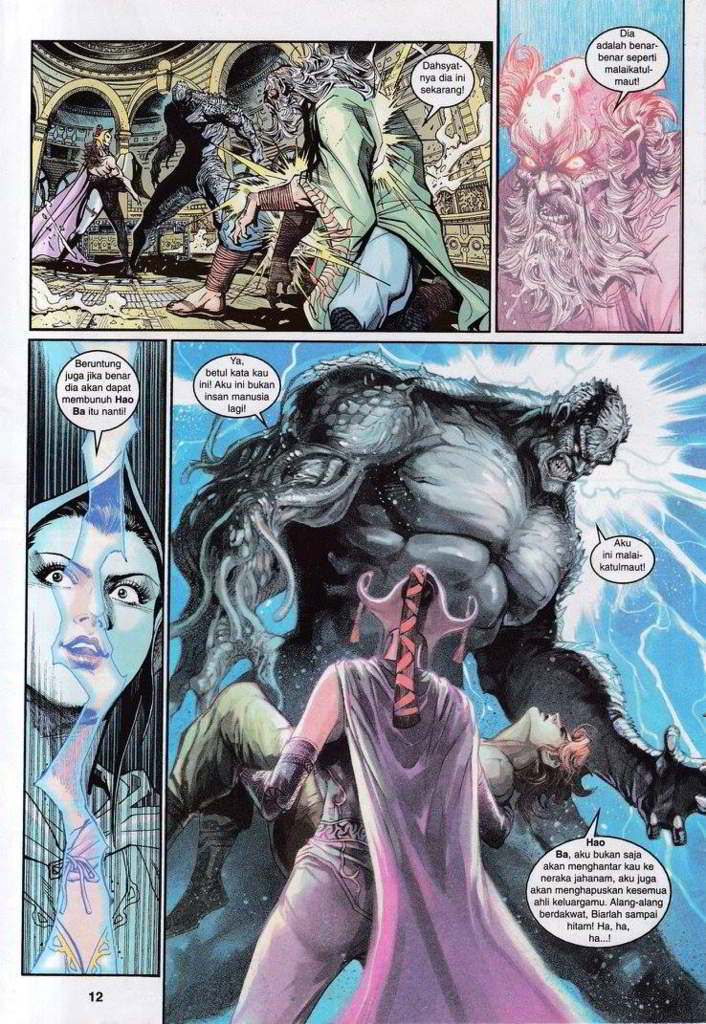 Dahsyat-
nya dia ini
sekarang!
Dia
adalah benar-
benar seperti
malaikatul-
maut!
Beruntung
juga jika benar
dia akan dapat
membunuh Hao
Ba itu nanti!
Ya,
betul kata kau
ini! Aku ini bukan
insan manusia
lagi!
Aku
ini malai-
katulmaut!
Hao
Ba, aku bukan saja
akan menghantar kau ke
neraka jahanam, aku juga
akan menghapuskan kesemua
ahli keluargamu. Alang-alang
berdakwat, Biarlah sampai
hitam! Ha, ha,
ha...!
12